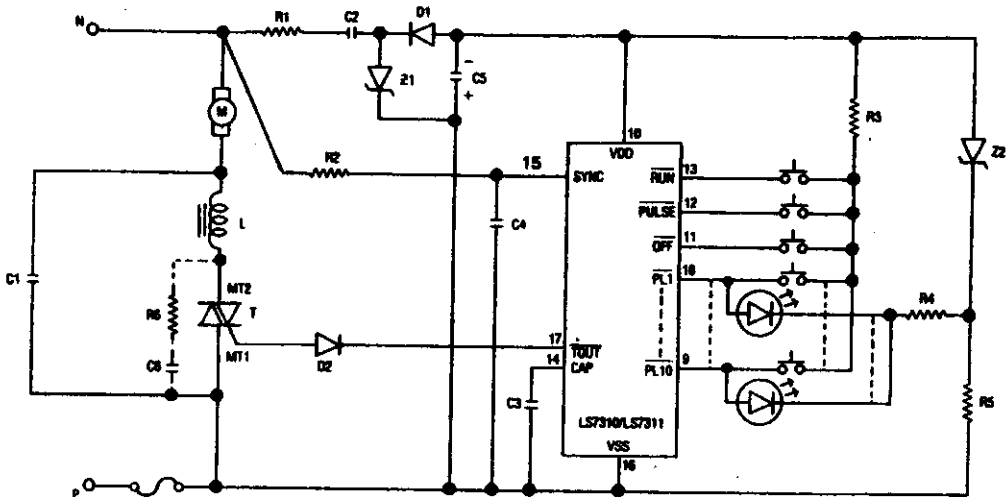 N
R1
C2
D1
Z1
-
+
C5
M
R2
15
10
VDD
SYNC
RUN
13
PULSE
12
OFF
11
PL1
18
R3
Z2
C4
L
C1
MT2
T
MT1
R6
C6
D2
17
TOUT
14
CAP
C3
PL10
9
LS7310/LS7311
VSS
16
R4
R5
P